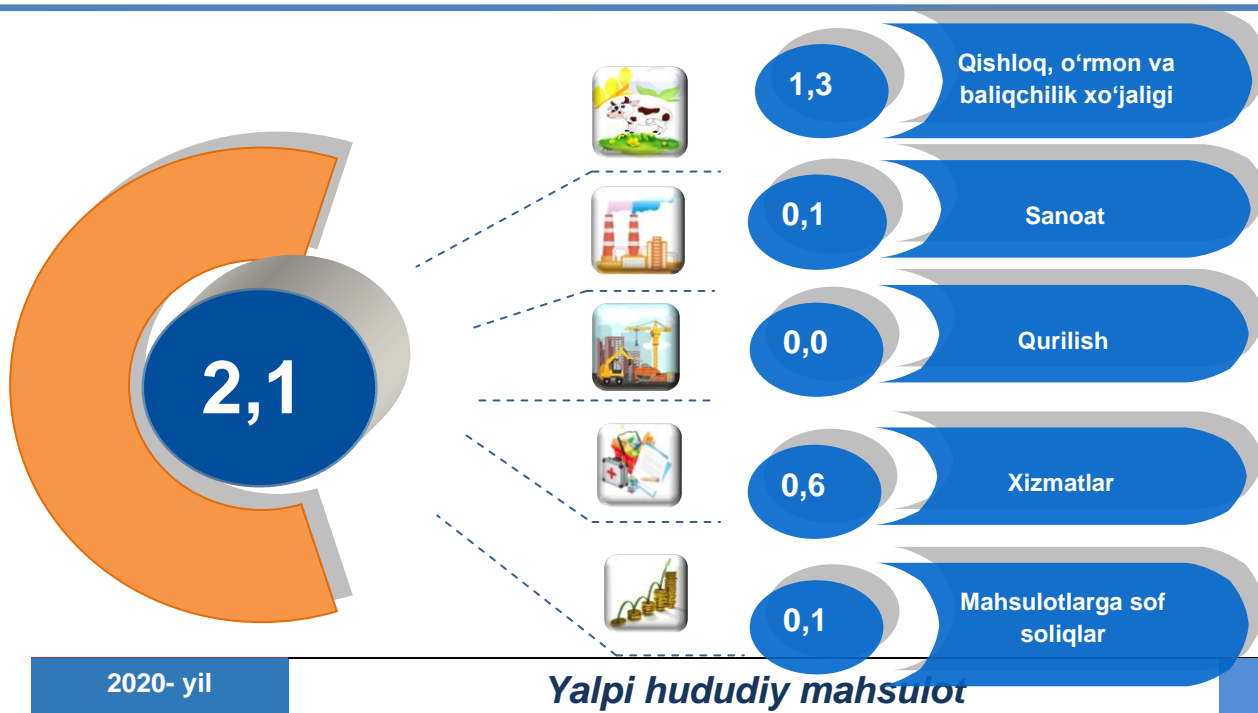 1,3
Qishloq, o‘rmon va
baliqchilik xo‘jaligi
0,1
Sanoat
2,1
0,0
Qurilish
0,6
Xizmatlar
0,1
Mahsulotlarga sof
soliqlar
2020- yil
Yalpi hududiy mahsulot